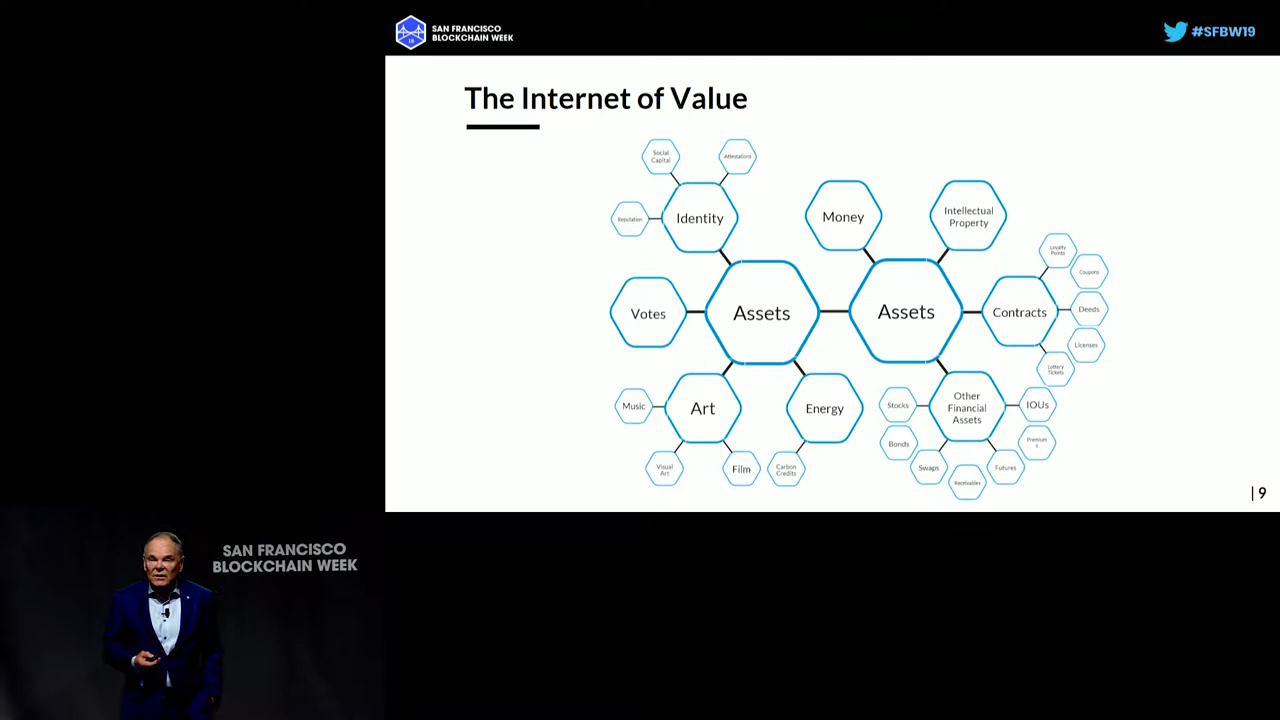 SAN FRANCISCO
BLOCKCHAIN WEEK
#SFBW19
The Internet of Value
Social
Capital
Attestations
Reputation
Identity
Money
Intellectual
Property
Loyalty
Points
Coupons
Votes
Assets
Assets
Contracts
Deeds
Licenses
Lottery
Tickets
Music
Art
Energy
Stocks
Other
Financial
Assets
IOUs
Bonds
Premium
s
Visual
Art
Film
Carbon
Credits
Swaps
Receivables
Futures
| 9
SAN FRANCISCO
BLOCKCHAIN WEEK